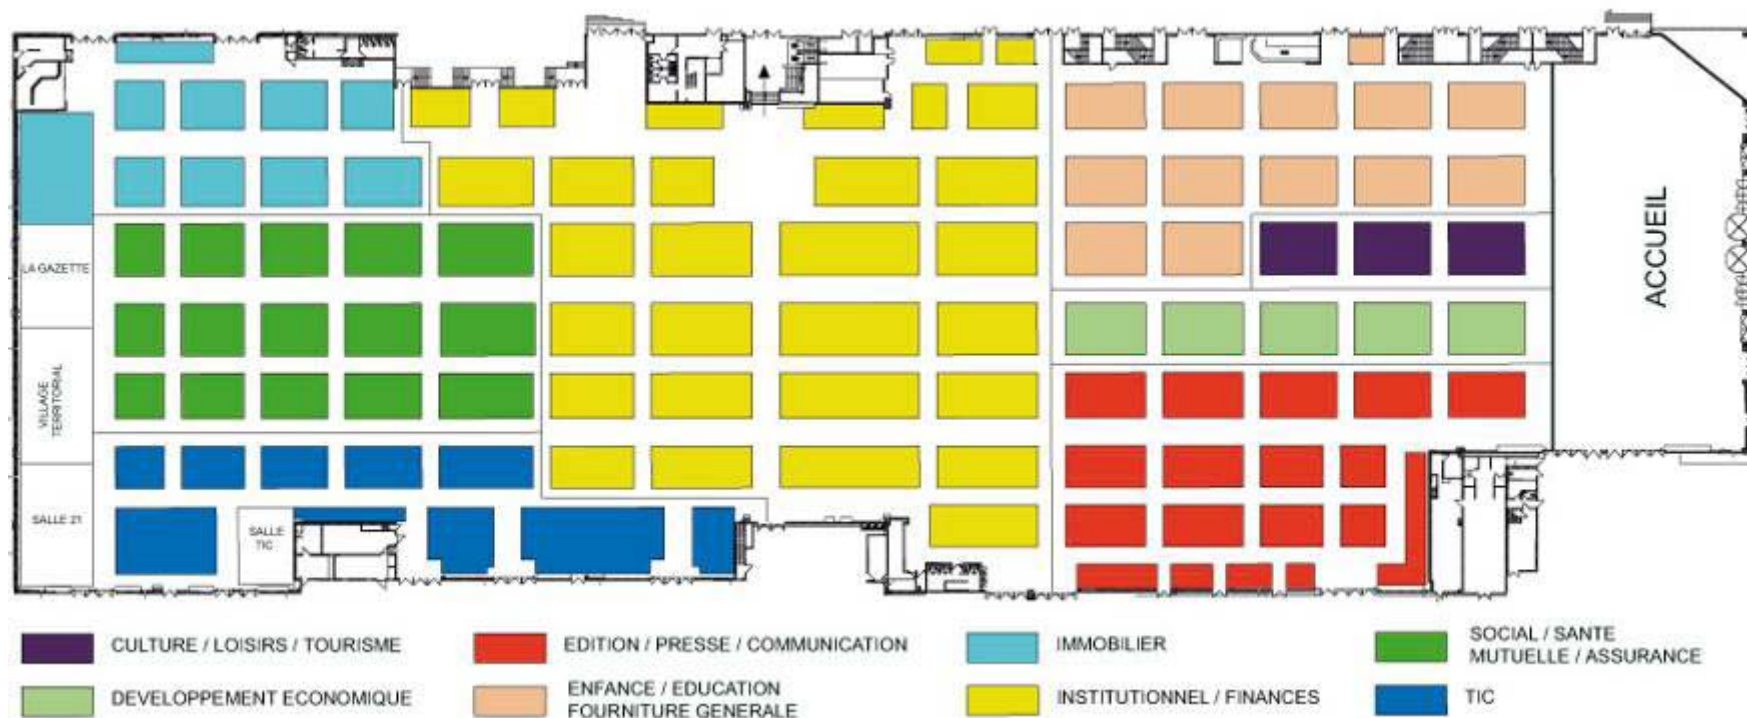 LA GAZETTE
VILLAGE
TERRITORIAL
SALLE 21
SALLE
TIC
ACCUEIL
CULTURE / LOISIRS / TOURISME
EDITION / PRESSE / COMMUNICATION
IMMOBILIER
SOCIAL / SANTE
MUTUELLE / ASSURANCE
DEVELOPPEMENT ECONOMIQUE
ENFANCE / EDUCATION
FOURNITURE GENERALE
INSTITUTIONNEL / FINANCES
TIC